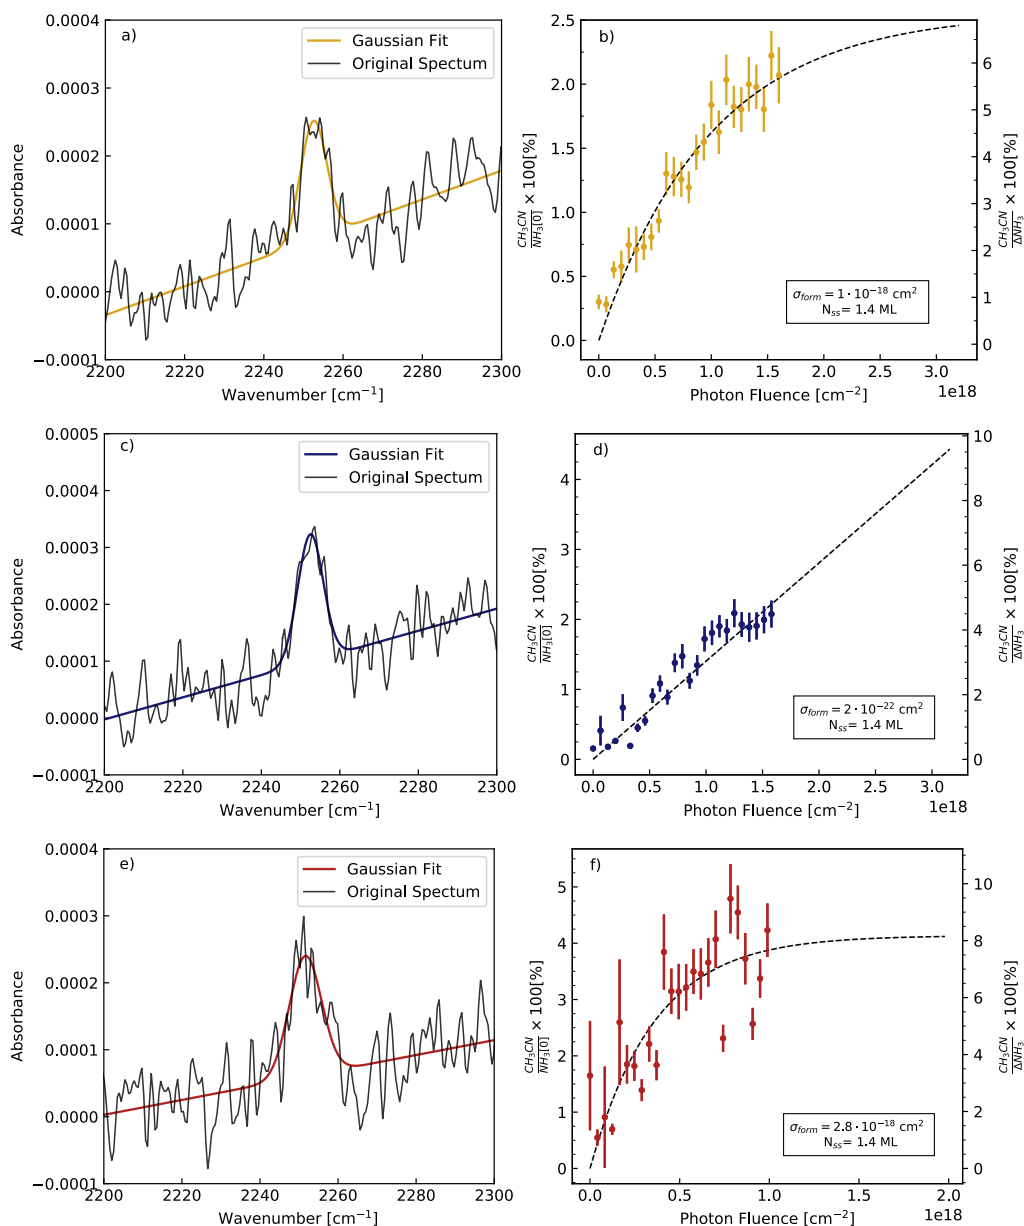 a)
Gaussian Fit
Original Spectrum
0.0004
0.0003
0.0002
0.0001
0.0000
−0.0001
Absorbance
2200 2220 2240 2260 2280 2300
Wavenumber [cm⁻¹]
b)
2.5
2.0
1.5
1.0
0.5
0.0
CH₃CN/NH₃[0] × 100[%]
6
5
4
3
2
1
0
CH₃CN/ΔNH₃ × 100[%]
σform = 1 · 10⁻¹⁸ cm²
Nss= 1.4 ML
0.0 0.5 1.0 1.5 2.0 2.5 3.0
1e18
Photon Fluence [cm⁻²]
c)
Gaussian Fit
Original Spectrum
0.0005
0.0004
0.0003
0.0002
0.0001
0.0000
−0.0001
Absorbance
2200 2220 2240 2260 2280 2300
Wavenumber [cm⁻¹]
d)
4
3
2
1
0
CH₃CN/NH₃[0] × 100[%]
10
8
6
4
2
0
CH₃CN/ΔNH₃ × 100[%]
σform = 2 · 10⁻²² cm²
Nss= 1.4 ML
0.0 0.5 1.0 1.5 2.0 2.5 3.0
1e18
Photon Fluence [cm⁻²]
e)
Gaussian Fit
Original Spectrum
0.0004
0.0003
0.0002
0.0001
0.0000
−0.0001
Absorbance
2200 2220 2240 2260 2280 2300
Wavenumber [cm⁻¹]
f)
5
4
3
2
1
0
CH₃CN/NH₃[0] × 100[%]
10
8
6
4
2
0
CH₃CN/ΔNH₃ × 100[%]
σform = 2.8 · 10⁻¹⁸ cm²
Nss= 1.4 ML
0.0 0.5 1.0 1.5 2.0
1e18
Photon Fluence [cm⁻²]